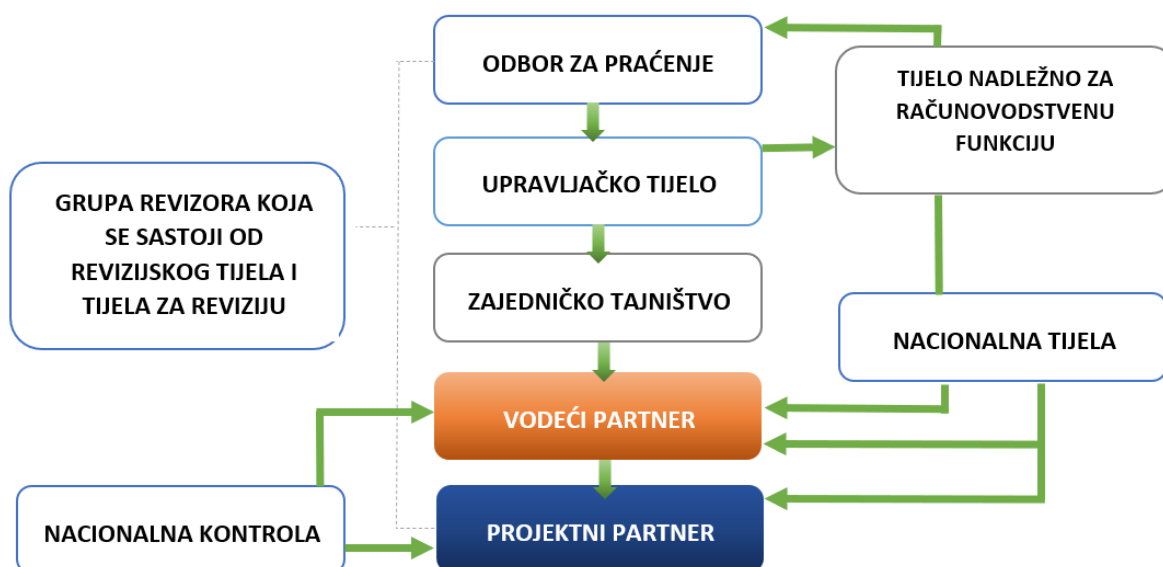 ODBOR ZA PRAĆENJE
TIJELO NADLEŽNO ZA
RAČUNOVODSTVENU
FUNKCIJU
UPRAVLJAČKO TIJELO
GRUPA REVIZORA KOJA
SE SASTOJI OD
REVIZIJSKOG TIJELA I
TIJELA ZA REVIZIJU
ZAJEDNIČKO TAJNIŠTVO
NACIONALNA TIJELA
VODEĆI PARTNER
NACIONALNA KONTROLA
PROJEKTNI PARTNER